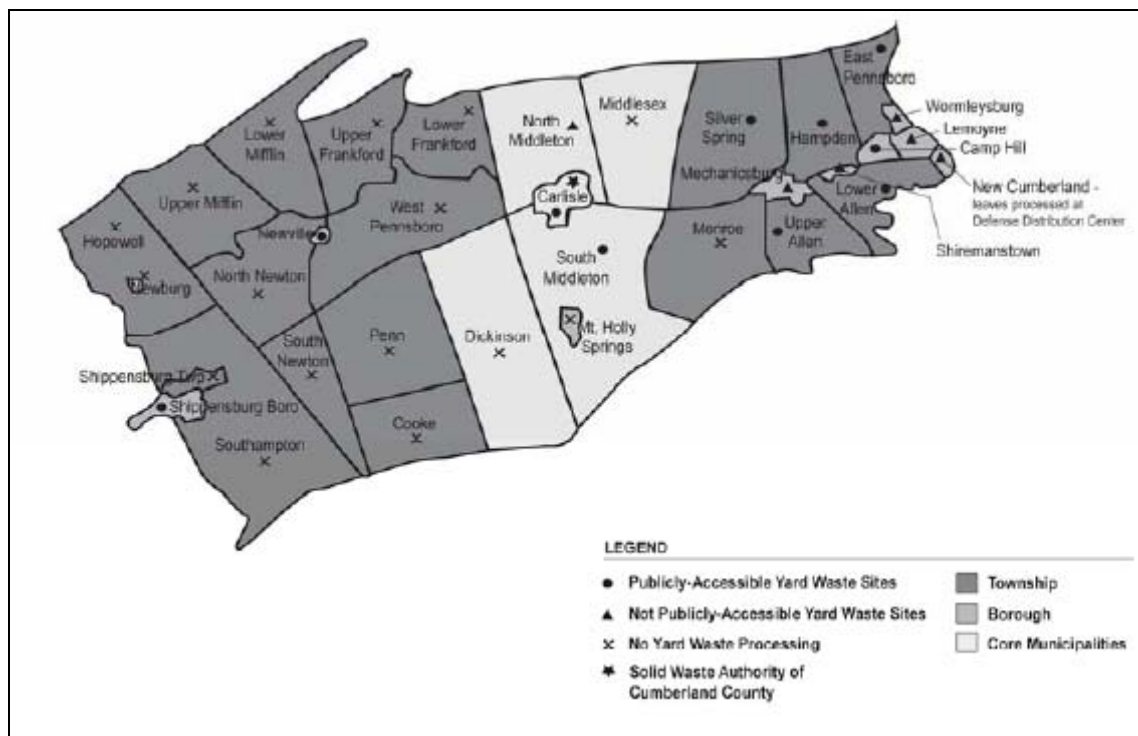 East
Pennsboro
Wormleysburg
Lemoyne
Camp Hill
New Cumberland -
leaves processed at
Defense Distribution Center
Shiremanstown
Lower
Mifflin
Upper
Frankford
Lower
Frankford
North
Middleton
Middlesex
Silver
Spring
Hampden
Mechanicsburg
Lower
Allen
Upper
Allen
Monroe
Carlisle
West
Pennsboro
Upper Mifflin
Hopewell
Newburg
Newville
North Newton
South
Middleton
Mt. Holly
Springs
Dickinson
Penn
South
Newton
Cooke
Shippensburg Twp
Shippensburg Boro
Southampton
LEGEND
Publicly-Accessible Yard Waste Sites
Not Publicly-Accessible Yard Waste Sites
No Yard Waste Processing
Solid Waste Authority of
Cumberland County
Township
Borough
Core Municipalities